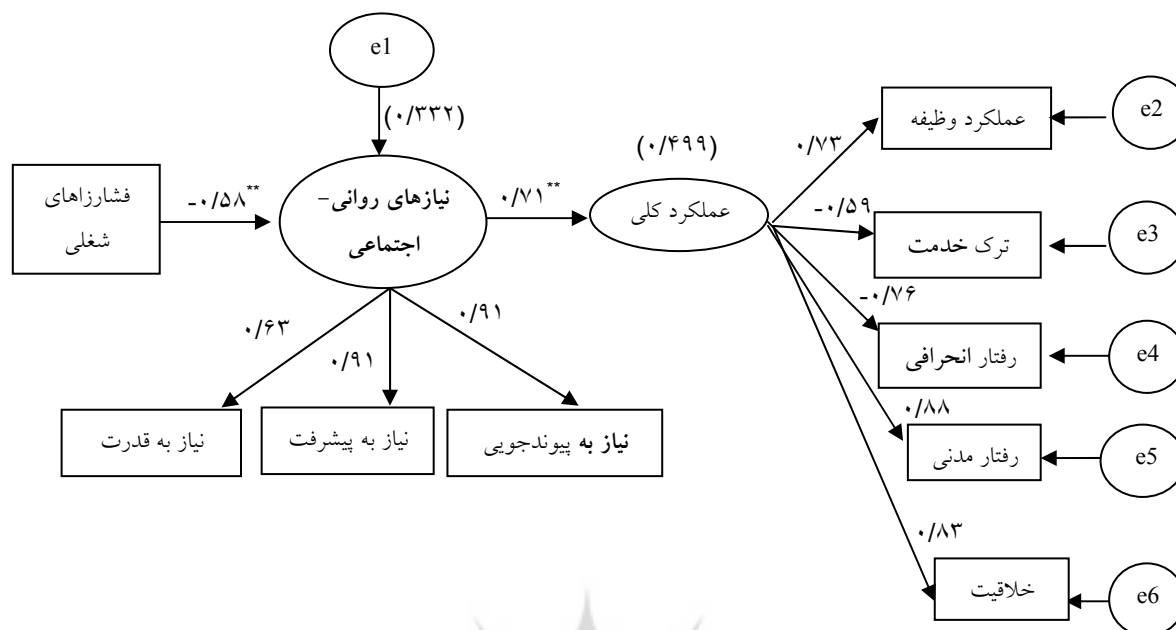 e1
(۰/۳۳۲)
فشارزاهای
شغلی
-۰/۵۸**
نیازهای روانی-
اجتماعی
۰/۷۱**
(۰/۴۹۹)
عملکرد کلی
۰/۶۳
۰/۹۱
۰/۹۱
نیاز به قدرت
نیاز به پیشرفت
نیاز به پیوندجویی
۰/۷۳
عملکرد وظیفه
e2
-۰/۵۹
ترک خدمت
e3
-۰/۷۶
رفتار انحرافی
e4
۰/۸۸
رفتار مدنی
e5
۰/۸۳
خلاقیت
e6